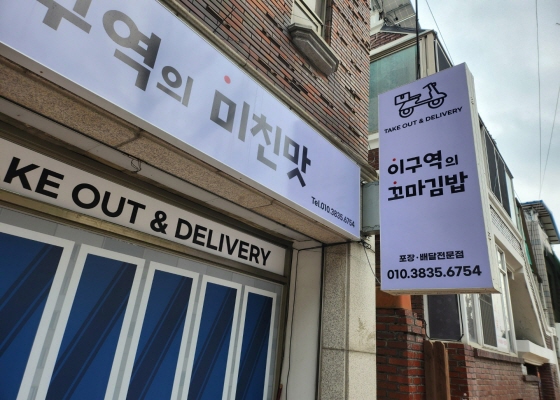 구역의 미친맛
Tel.010.3835.6754
KE OUT & DELIVERY
TAKE OUT & DELIVERY
이구역의
꼬마김밥
포장·배달전문점
010.3835.6754